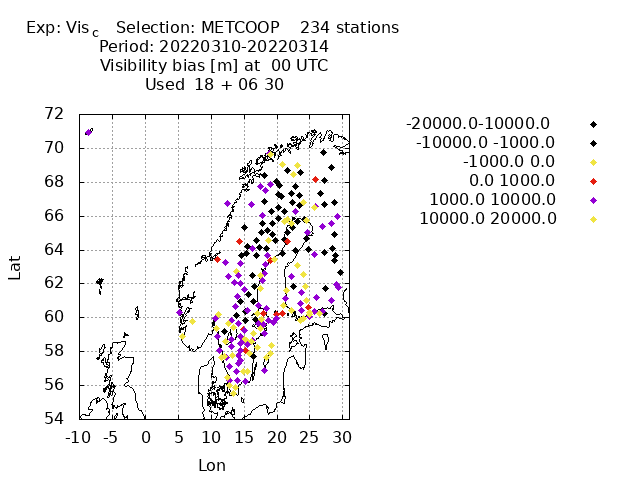 Exp: Vis_c Selection: METCOOP 234 stations
Period: 20220310-20220314
Visibility bias [m] at 00 UTC
Used 18 + 06 30
72
70
68
66
64
62
60
58
56
54
-10 -5 0 5 10 15 20 25 30
Lat
Lon
-20000.0-10000.0
-10000.0 -1000.0
-1000.0 0.0
0.0 1000.0
1000.0 10000.0
10000.0 20000.0